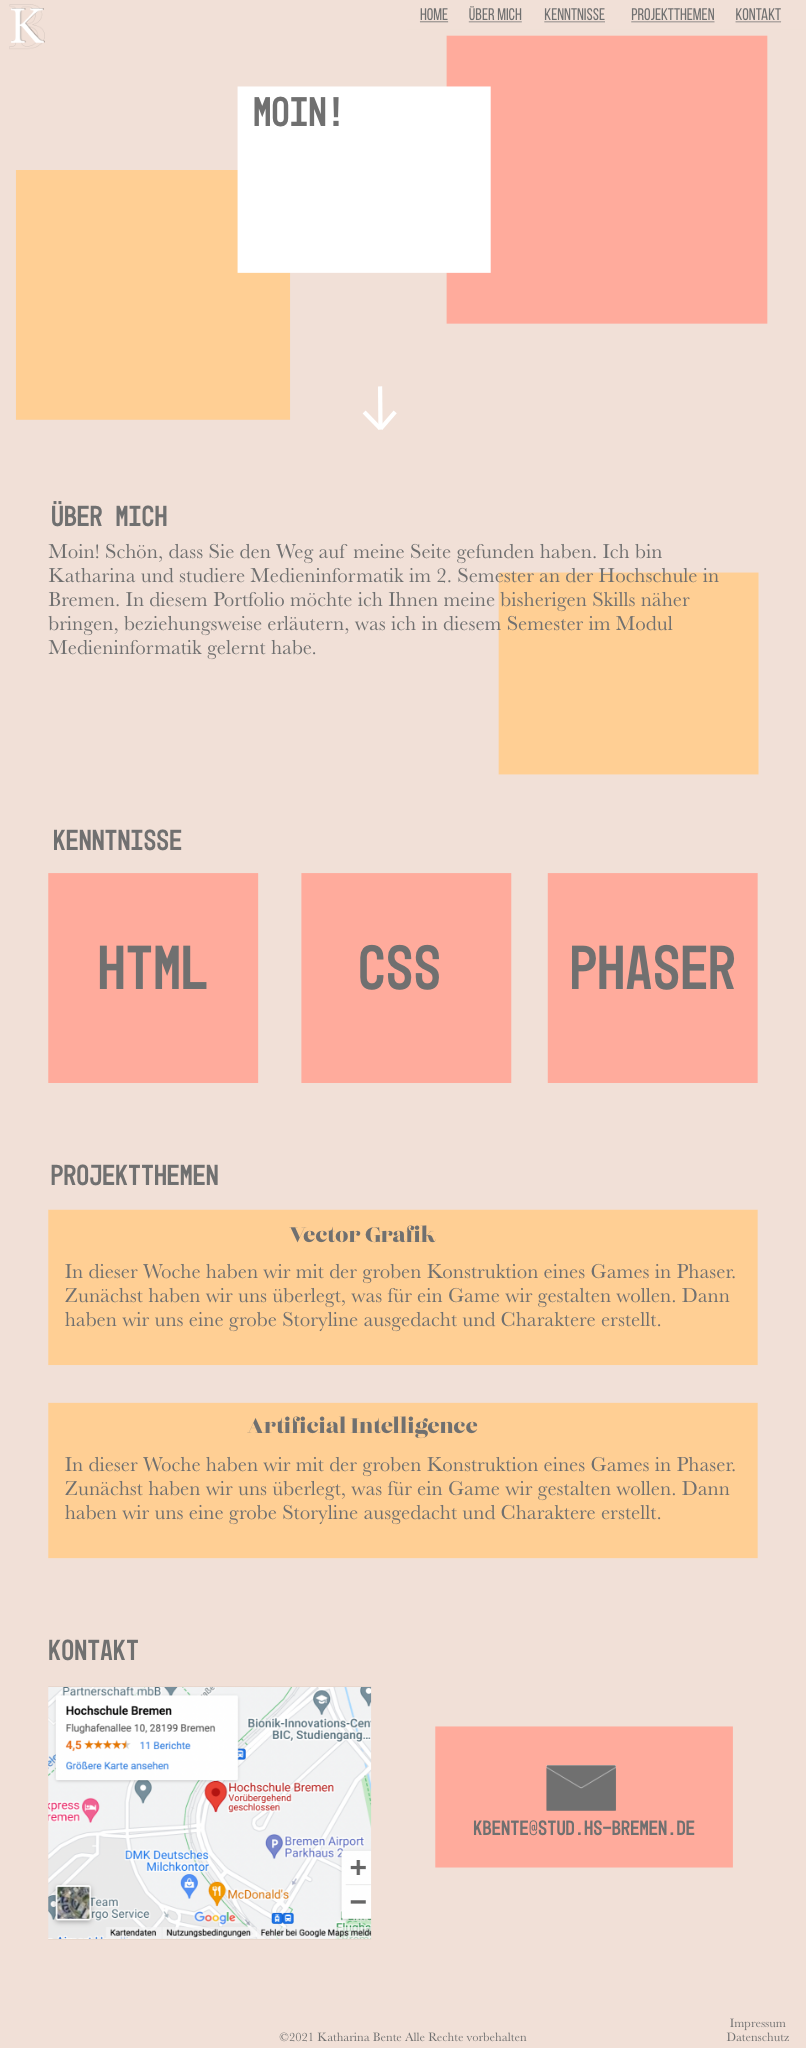 K
HOME ÜBER MICH KENNTNISSE PROJEKTTHEMEN KONTAKT
MOIN!
ÜBER MICH
Moin! Schön, dass Sie den Weg auf meine Seite gefunden haben. Ich bin
Katharina und studiere Medieninformatik im 2. Semester an der Hochschule in
Bremen. In diesem Portfolio möchte ich Ihnen meine bisherigen Skills näher
bringen, beziehungsweise erläutern, was ich in diesem Semester im Modul
Medieninformatik gelernt habe.
KENNTNISSE
HTML CSS PHASER
PROJEKTTHEMEN
Vector Grafik
In dieser Woche haben wir mit der groben Konstruktion eines Games in Phaser.
Zunächst haben wir uns überlegt, was für ein Game wir gestalten wollen. Dann
haben wir uns eine grobe Storyline ausgedacht und Charaktere erstellt.
Artificial Intelligence
In dieser Woche haben wir mit der groben Konstruktion eines Games in Phaser.
Zunächst haben wir uns überlegt, was für ein Game wir gestalten wollen. Dann
haben wir uns eine grobe Storyline ausgedacht und Charaktere erstellt.
KONTAKT
Partnerschaft mbB
Hochschule Bremen
Flughafenallee 10, 28199 Bremen
4,5 11 Berichte
Größere Karte ansehen
Bionik-Innovations-Cen
BIC, Studiengang...
Hochschule Bremen
Vorübergehend
geschlossen
xpress
remen
P
Bremen Airport
Parkhaus 2
DMK Deutsches
Milchkontor
McDonald's
+
−
Team
rgo Service
Google
Kartendaten Nutzungsbedingungen Fehler bei Google Maps melde
KBENTE@STUD.HS-BREMEN.DE
Impressum
©2021 Katharina Bente Alle Rechte vorbehalten
Datenschutz